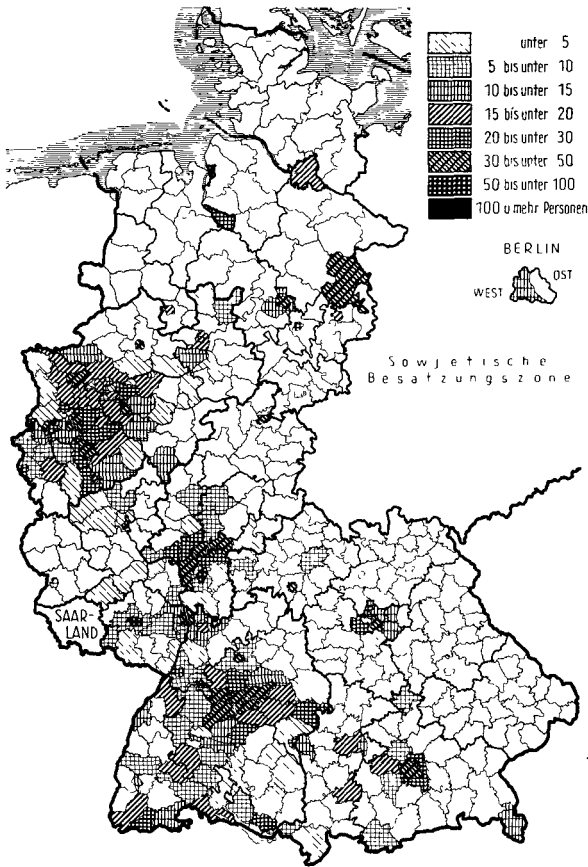 unter 5
5 bis unter 10
10 bis unter 15
15 bis unter 20
20 bis unter 30
30 bis unter 50
50 bis unter 100
100 u mehr Personen
BERLIN
OST
WEST
Sowjetische
Besatzungszone
SAAR-
LAND